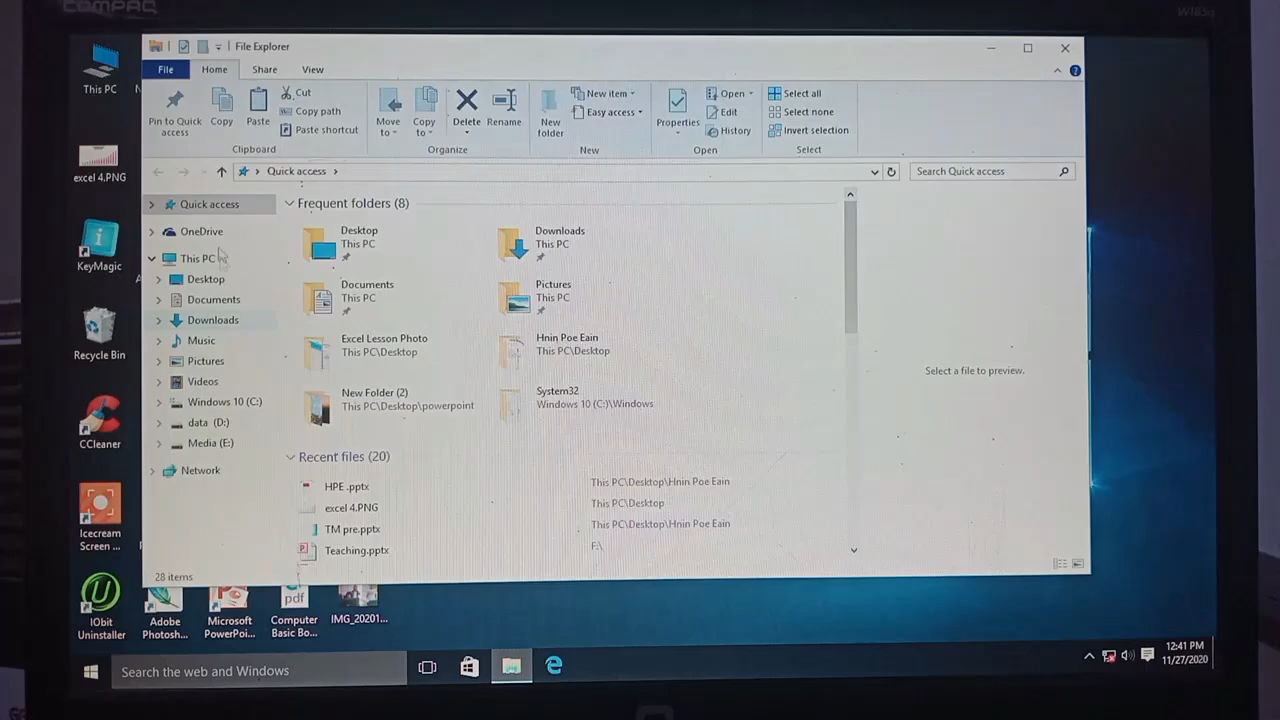 COMPAQ
W185q
File Explorer
File
Home
Share
View
Pin to Quick access
Copy
Paste
Cut
Copy path
Paste shortcut
Clipboard
Move to
Copy to
Delete
Rename
Organize
New folder
New item
Easy access
New
Properties
Open
Edit
History
Open
Select all
Select none
Invert selection
Select
Quick access
Search Quick access
Quick access
OneDrive
This PC
Desktop
Documents
Downloads
Music
Pictures
Videos
Windows 10 (C:)
data (D:)
Media (E:)
Network
Frequent folders (8)
Desktop
This PC
Downloads
This PC
Documents
This PC
Pictures
This PC
Excel Lesson Photo
This PC\Desktop
Hnin Poe Eain
This PC\Desktop
New Folder (2)
This PC\Desktop\powerpoint
System32
Windows 10 (C:)\Windows
Recent files (20)
HPE .pptx
This PC\Desktop\Hnin Poe Eain
excel 4.PNG
This PC\Desktop
TM pre.pptx
This PC\Desktop\Hnin Poe Eain
Teaching.pptx
F:\
Select a file to preview.
28 items
This PC
excel 4.PNG
KeyMagic
Recycle Bin
CCleaner
Icecream
Screen ...
IObit
Uninstaller
Adobe
Photosh...
Microsoft
PowerPoi...
pdf
Computer
Basic Bo...
IMG_20201...
Search the web and Windows
12:41 PM
11/27/2020